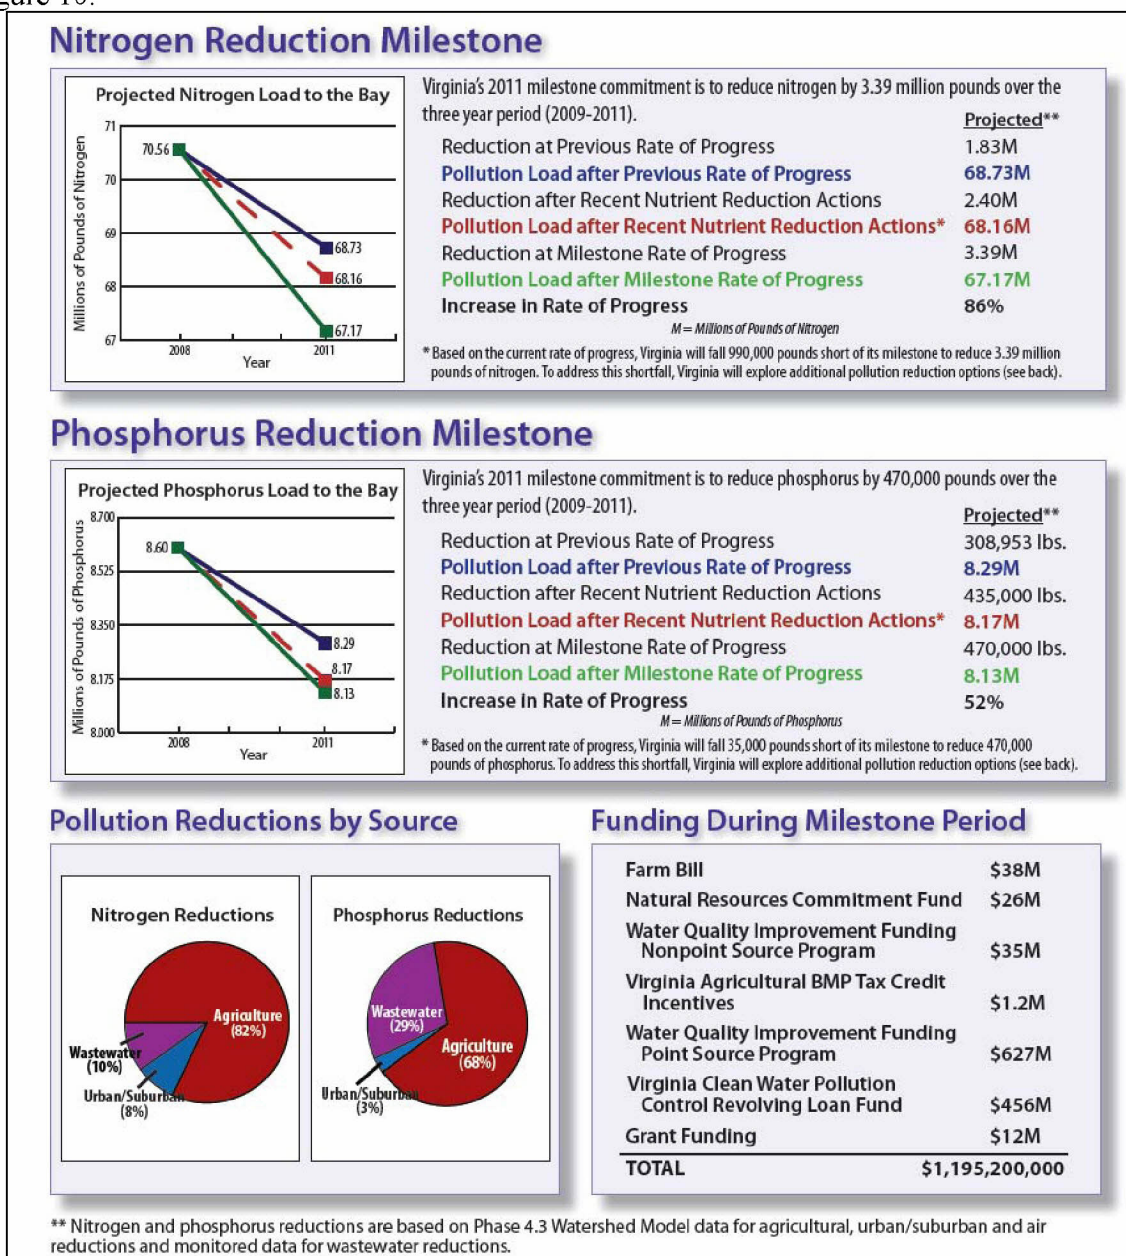 Figure 10.
Nitrogen Reduction Milestone
Projected Nitrogen Load to the Bay
Millions of Pounds of Nitrogen
71
70
69
68
67
70.56
68.73
68.16
67.17
2008
2011
Year
Virginia's 2011 milestone commitment is to reduce nitrogen by 3.39 million pounds over the
three year period (2009-2011).
Projected**
Reduction at Previous Rate of Progress 1.83M
Pollution Load after Previous Rate of Progress 68.73M
Reduction after Recent Nutrient Reduction Actions 2.40M
Pollution Load after Recent Nutrient Reduction Actions* 68.16M
Reduction at Milestone Rate of Progress 3.39M
Pollution Load after Milestone Rate of Progress 67.17M
Increase in Rate of Progress 86%
M = Millions of Pounds of Nitrogen
* Based on the current rate of progress, Virginia will fall 990,000 pounds short of its milestone to reduce 3.39 million
pounds of nitrogen. To address this shortfall, Virginia will explore additional pollution reduction options (see back).
Phosphorus Reduction Milestone
Projected Phosphorus Load to the Bay
Millions of Pounds of Phosphorus
8.700
8.525
8.350
8.175
8.000
8.60
8.29
8.17
8.13
2008
2011
Year
Virginia's 2011 milestone commitment is to reduce phosphorus by 470,000 pounds over the
three year period (2009-2011).
Projected**
Reduction at Previous Rate of Progress 308,953 lbs.
Pollution Load after Previous Rate of Progress 8.29M
Reduction after Recent Nutrient Reduction Actions 435,000 lbs.
Pollution Load after Recent Nutrient Reduction Actions* 8.17M
Reduction at Milestone Rate of Progress 470,000 lbs.
Pollution Load after Milestone Rate of Progress 8.13M
Increase in Rate of Progress 52%
M = Millions of Pounds of Phosphorus
* Based on the current rate of progress, Virginia will fall 35,000 pounds short of its milestone to reduce 470,000
pounds of phosphorus. To address this shortfall, Virginia will explore additional pollution reduction options (see back).
Pollution Reductions by Source
Nitrogen Reductions
Agriculture
(82%)
Wastewater
(10%)
Urban/Suburban
(8%)
Phosphorus Reductions
Wastewater
(29%)
Agriculture
(68%)
Urban/Suburban
(3%)
Funding During Milestone Period
Farm Bill $38M
Natural Resources Commitment Fund $26M
Water Quality Improvement Funding
Nonpoint Source Program $35M
Virginia Agricultural BMP Tax Credit
Incentives $1.2M
Water Quality Improvement Funding
Point Source Program $627M
Virginia Clean Water Pollution
Control Revolving Loan Fund $456M
Grant Funding $12M
TOTAL $1,195,200,000
** Nitrogen and phosphorus reductions are based on Phase 4.3 Watershed Model data for agricultural, urban/suburban and air
reductions and monitored data for wastewater reductions.